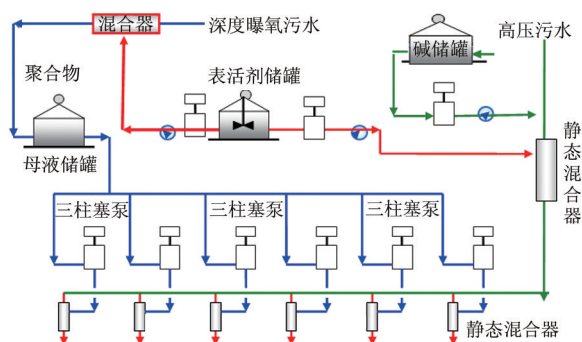 混合器
深度曝氧污水
高压污水
碱储罐
聚合物
表活剂储罐
母液储罐
静态混合器
三柱塞泵
三柱塞泵
三柱塞泵
静态混合器